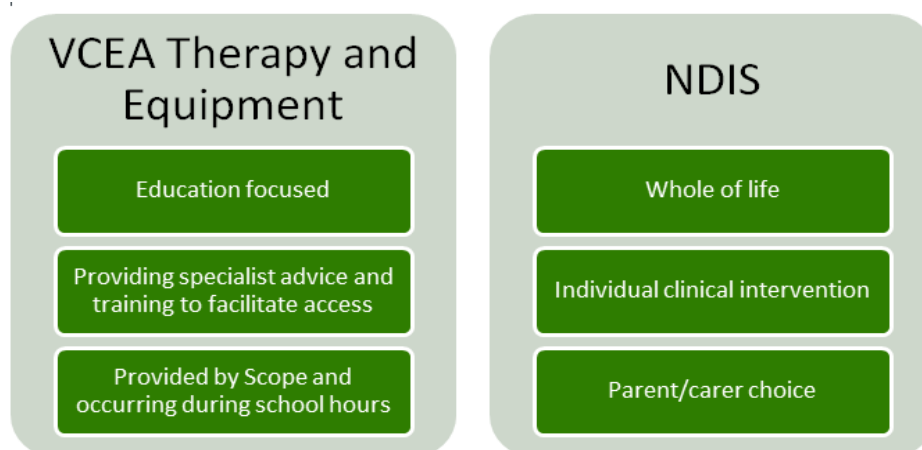 VCEA Therapy and
Equipment
Education focused
Providing specialist advice and
training to facilitate access
Provided by Scope and
occurring during school hours
NDIS
Whole of life
Individual clinical intervention
Parent/carer choice